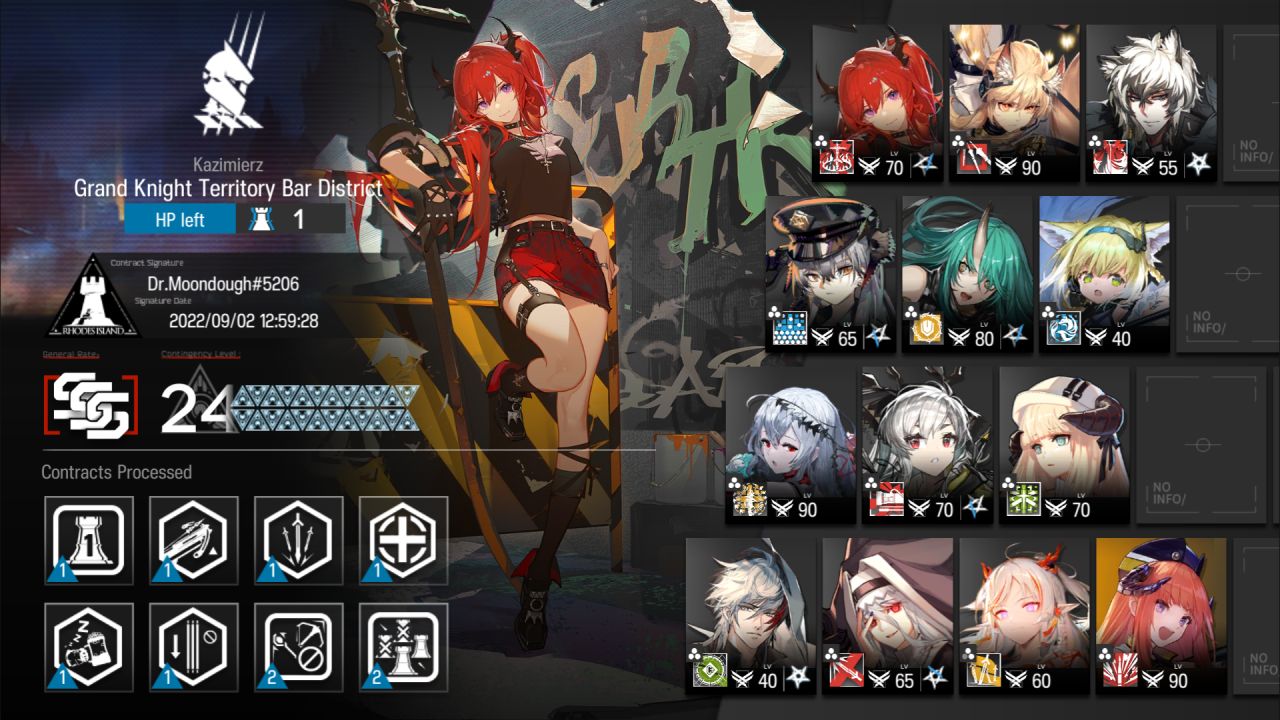 Kazimierz
Grand Knight Territory Bar District
HP left 1
Contract Signature
Dr.Moondough#5206
Signature Date
2022/09/02 12:59:28
RHODES ISLAND
General Rate:
Contingency Level:
SSS
24
Contracts Processed
1
1
1
1
1
1
1
2
2
LV 70
LV 90
LV 55
NO INFO/
LV 65
LV 80
LV 40
NO
INFO/
LV 90
LV 70
LV 70
NO
INFO/
LV 40
LV 65
LV 60
LV 90
NO
INFO